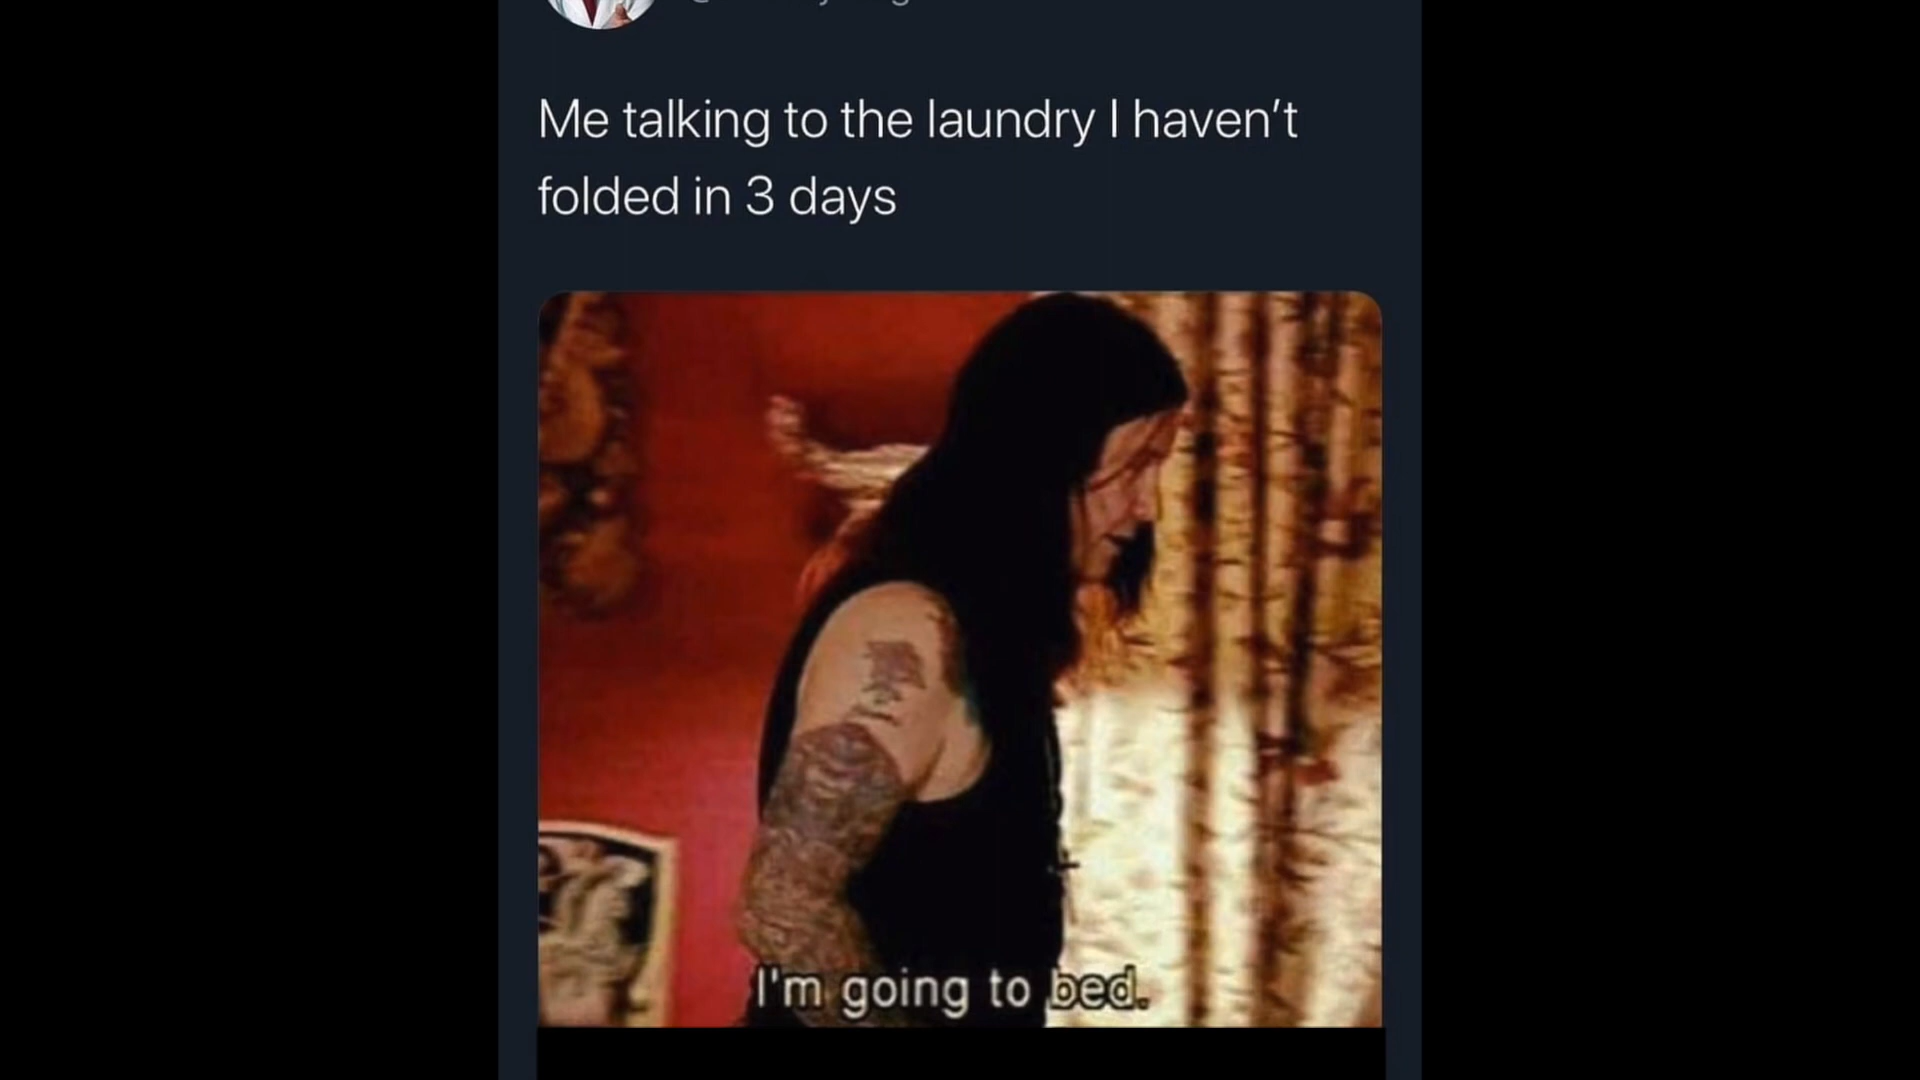 Me talking to the laundry I haven’t
folded in 3 days
I'm going to bed.